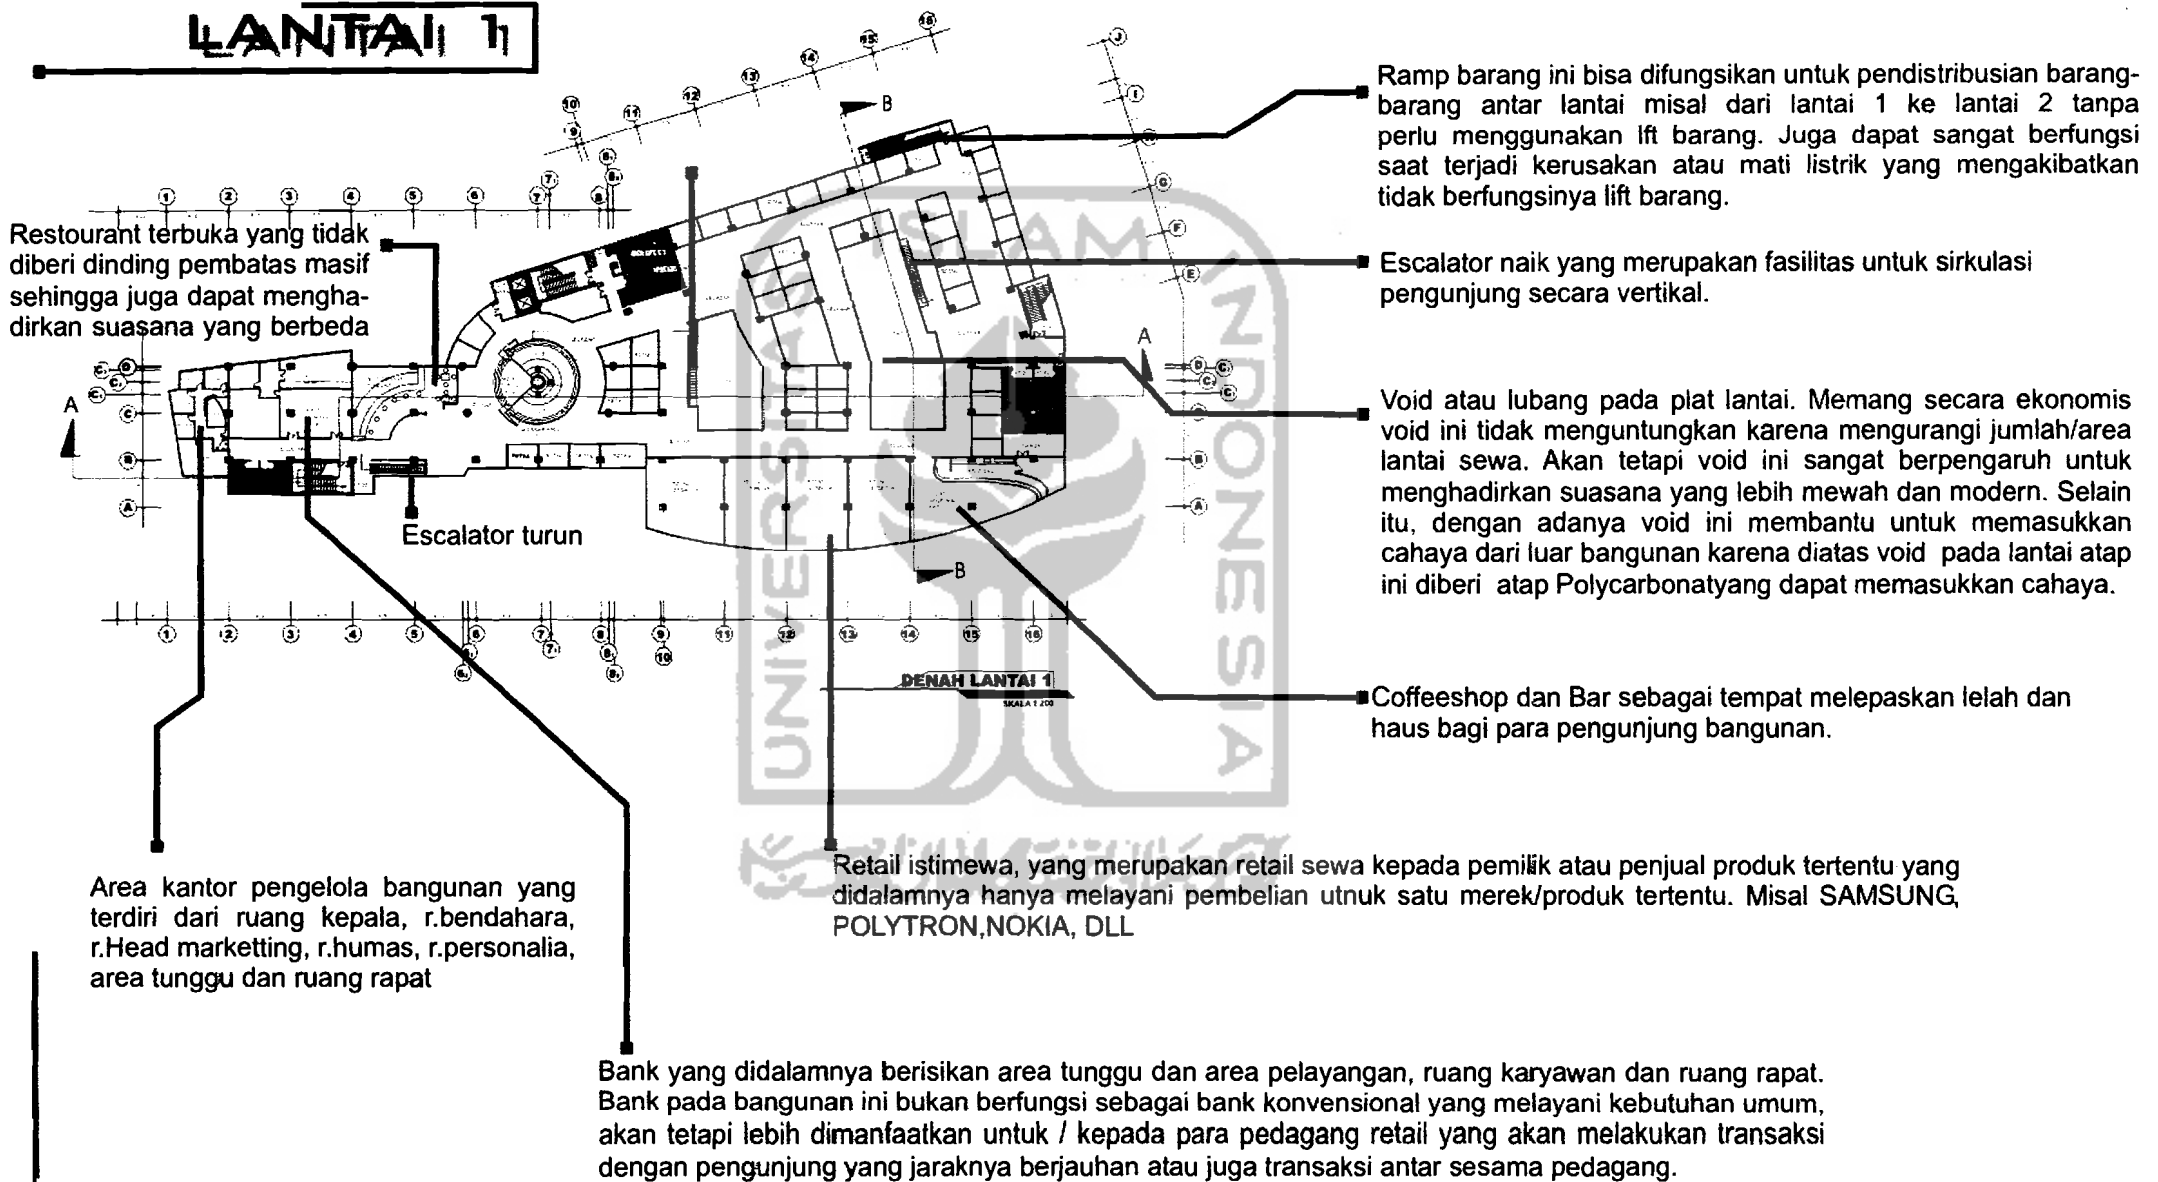 LANTAI 1
Ramp barang ini bisa difungsikan untuk pendistribusian barang-
barang antar lantai misal dari lantai 1 ke lantai 2 tanpa
perlu menggunakan lft barang. Juga dapat sangat berfungsi
saat terjadi kerusakan atau mati listrik yang mengakibatkan
tidak berfungsinya lift barang.
Restourant terbuka yang tidak
diberi dinding pembatas masif
sehingga juga dapat mengha-
dirkan suasana yang berbeda
Escalator naik yang merupakan fasilitas untuk sirkulasi
pengunjung secara vertikal.
Void atau lubang pada plat lantai. Memang secara ekonomis
void ini tidak menguntungkan karena mengurangi jumlah/area
lantai sewa. Akan tetapi void ini sangat berpengaruh untuk
menghadirkan suasana yang lebih mewah dan modern. Selain
itu, dengan adanya void ini membantu untuk memasukkan
cahaya dari luar bangunan karena diatas void pada lantai atap
ini diberi atap Polycarbonatyang dapat memasukkan cahaya.
Escalator turun
A
A
B
B
DENAH LANTAI 1
SKALA 1:200
Coffeeshop dan Bar sebagai tempat melepaskan lelah dan
haus bagi para pengunjung bangunan.
Retail istimewa, yang merupakan retail sewa kepada pemilik atau penjual produk tertentu yang
didalamnya hanya melayani pembelian utnuk satu merek/produk tertentu. Misal SAMSUNG,
POLYTRON,NOKIA, DLL
Area kantor pengelola bangunan yang
terdiri dari ruang kepala, r.bendahara,
r.Head marketting, r.humas, r.personalia,
area tunggu dan ruang rapat
Bank yang didalamnya berisikan area tunggu dan area pelayangan, ruang karyawan dan ruang rapat.
Bank pada bangunan ini bukan berfungsi sebagai bank konvensional yang melayani kebutuhan umum,
akan tetapi lebih dimanfaatkan untuk / kepada para pedagang retail yang akan melakukan transaksi
dengan pengunjung yang jaraknya berjauhan atau juga transaksi antar sesama pedagang.
UNIVERSITAS ISLAM INDONESIA